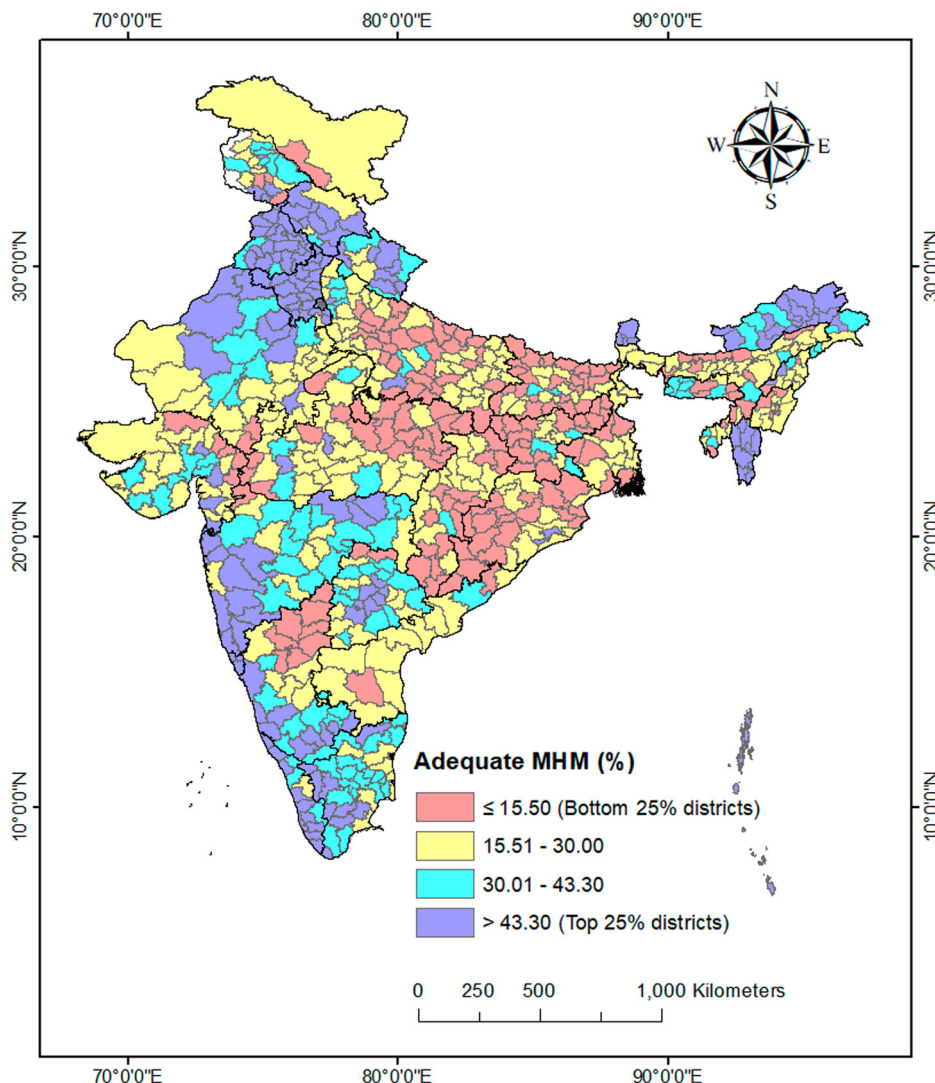 70°0'0"E 80°0'0"E 90°0'0"E
N
W E
S
30°0'0"N 30°0'0"N
20°0'0"N 20°0'0"N
10°0'0"N 10°0'0"N
Adequate MHM (%)
≤ 15.50 (Bottom 25% districts)
15.51 - 30.00
30.01 - 43.30
> 43.30 (Top 25% districts)
0 250 500 1,000 Kilometers
70°0'0"E 80°0'0"E 90°0'0"E